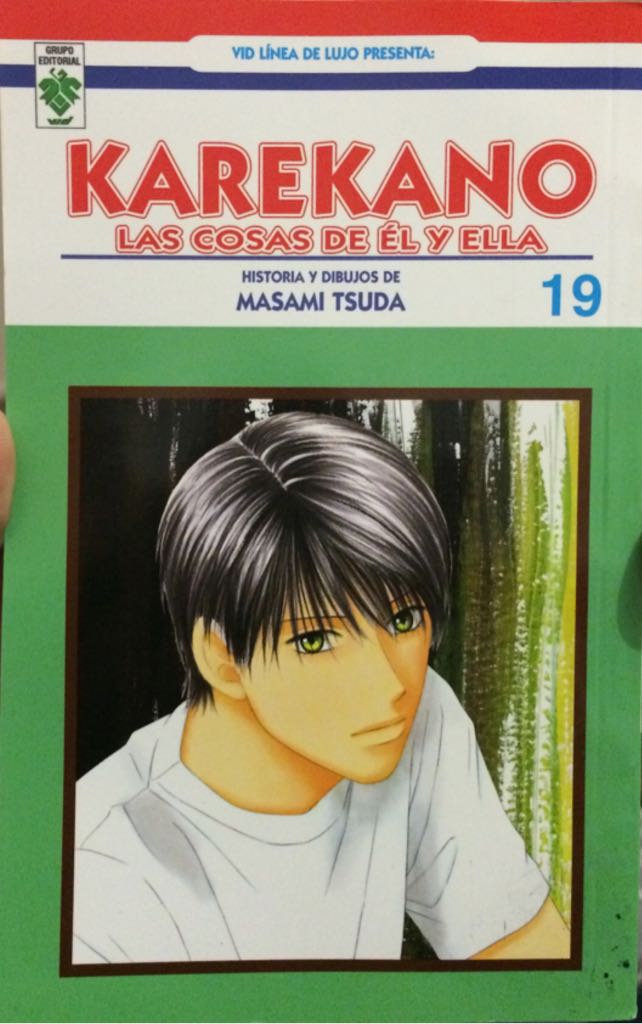 VID LÍNEA DE LUJO PRESENTA:
GRUPO
EDITORIAL
VID
KAREKANO
LAS COSAS DE ÉL Y ELLA
HISTORIA Y DIBUJOS DE
MASAMI TSUDA
19